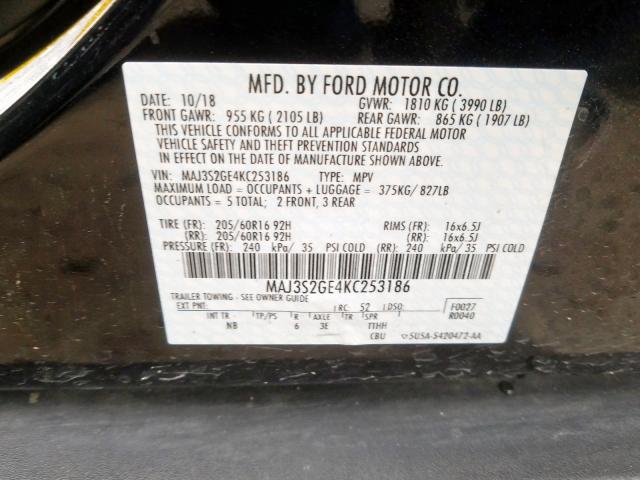 MFD. BY FORD MOTOR CO.
DATE: 10/18 GVWR: 1810 KG ( 3990 LB)
FRONT GAWR: 955 KG ( 2105 LB) REAR GAWR: 865 KG ( 1907 LB)
THIS VEHICLE CONFORMS TO ALL APPLICABLE FEDERAL MOTOR
VEHICLE SAFETY AND THEFT PREVENTION STANDARDS
IN EFFECT ON THE DATE OF MANUFACTURE SHOWN ABOVE.
VIN: MAJ3S2GE4KC253186 TYPE: MPV
MAXIMUM LOAD = OCCUPANTS + LUGGAGE = 375KG/ 827LB
OCCUPANTS = 5 TOTAL; 2 FRONT, 3 REAR
TIRE (FR): 205/60R16 92H RIMS (FR): 16x6.5J
(RR): 205/60R16 92H (RR): 16x6.5J
PRESSURE (FR): 240 kPa/ 35 PSI COLD (RR): 240 kPa/ 35 PSI COLD
MAJ3S2GE4KC253186
TRAILER TOWING - SEE OWNER GUIDE
EXT PNT: RC: 52 DSO: F0027
R0040
INT TR TP/PS R AXLE TR SPR
NB 6 3E TTHH
CBU 5U5A-5420472-AA